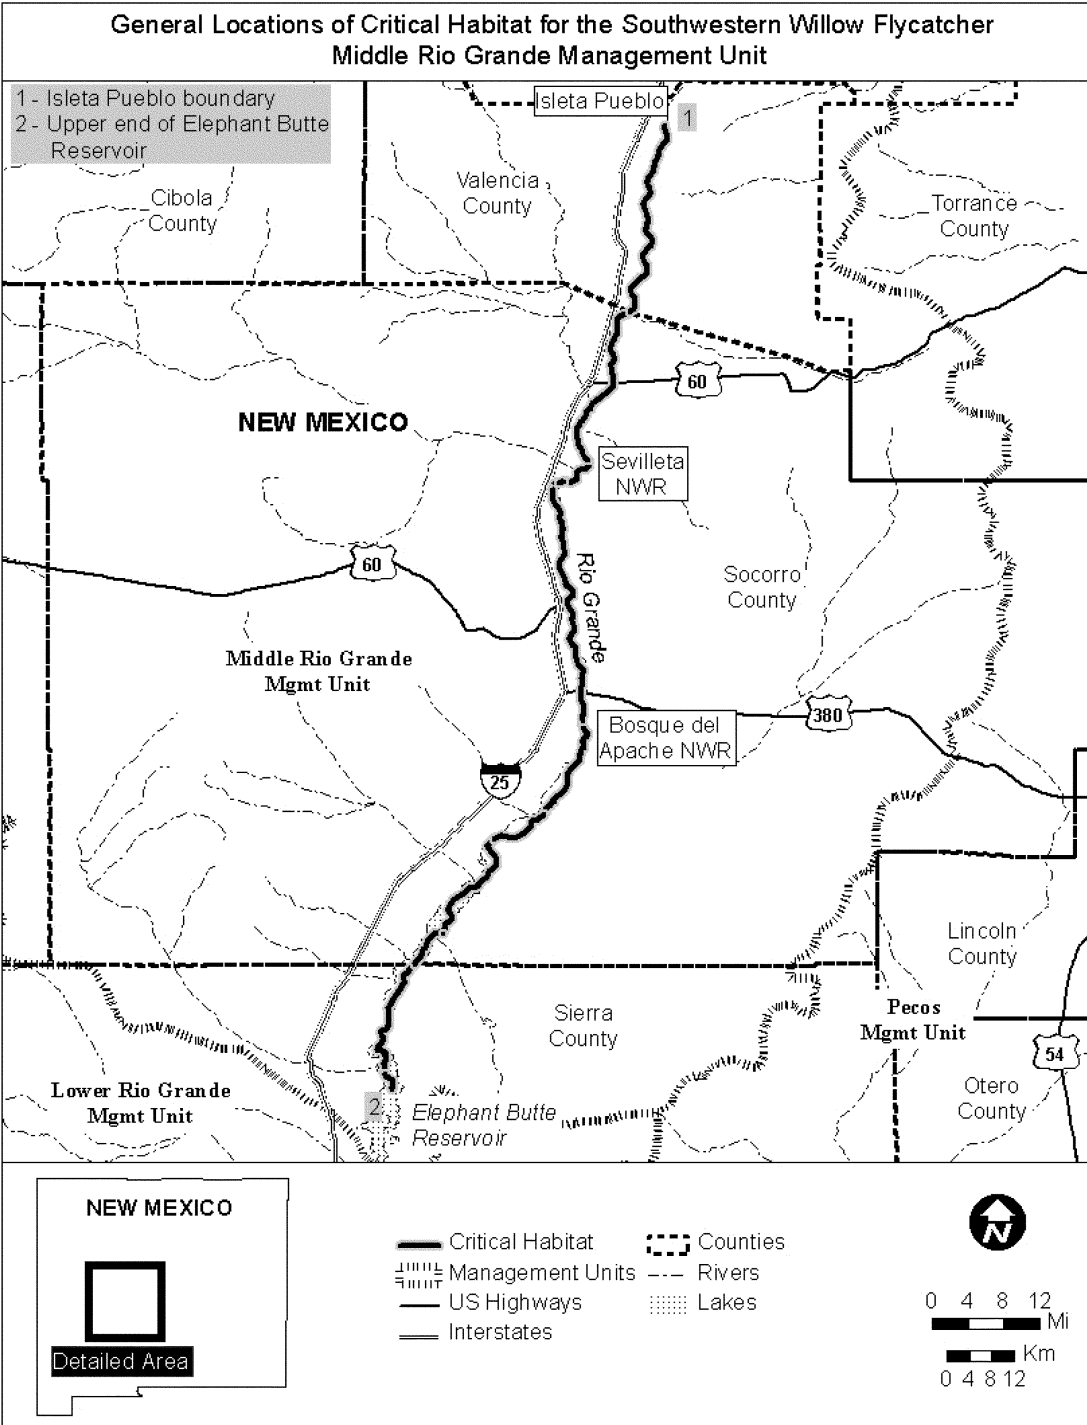 General Locations of Critical Habitat for the Southwestern Willow Flycatcher
Middle Rio Grande Management Unit
1 - Isleta Pueblo boundary
2 - Upper end of Elephant Butte
Reservoir
Isleta Pueblo
1
Cibola
County
Valencia
County
Torrance
County
60
NEW MEXICO
Sevilleta
NWR
60
Rio Grande
Socorro
County
Middle Rio Grande
Mgmt Unit
Bosque del
Apache NWR
380
25
Lincoln
County
Sierra
County
Pecos
Mgmt Unit
54
Lower Rio Grande
Mgmt Unit
2
Elephant Butte
Reservoir
Otero
County
NEW MEXICO
Detailed Area
Critical Habitat
Management Units
US Highways
Interstates
Counties
Rivers
Lakes
N
0 4 8 12
Mi
Km
0 4 8 12